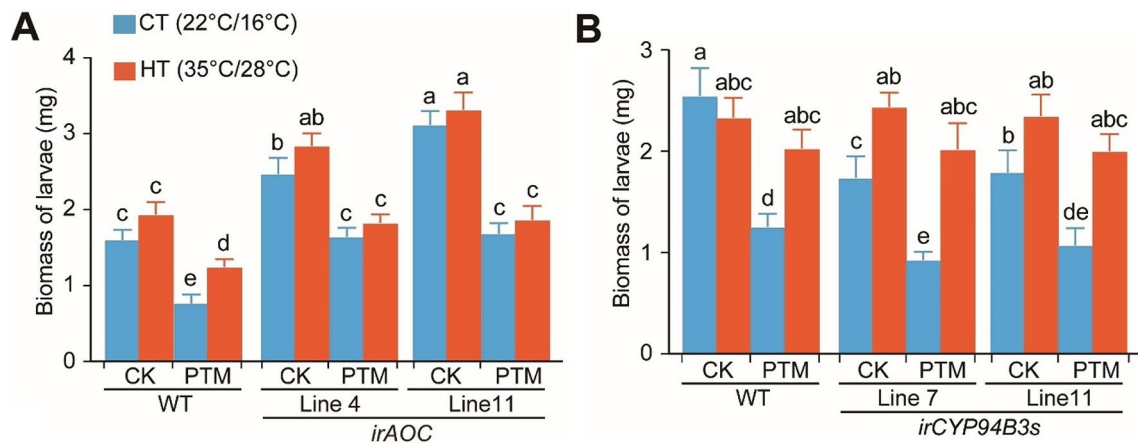 A
CT (22°C/16°C)
HT (35°C/28°C)
Biomass of larvae (mg)
4
3
2
1
0
c c e d b ab c c a a c c
CK PTM CK PTM CK PTM
WT Line 4 Line11
irAOC
B
Biomass of larvae (mg)
3
2
1
0
a abc d abc c ab e abc b ab de abc
CK PTM CK PTM CK PTM
WT Line 7 Line11
irCYP94B3s